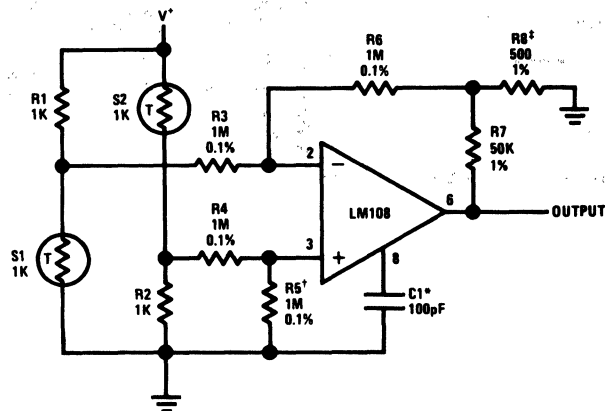 V+
R1
1K
S2
1K
T
R3
1M
0.1%
R6
1M
0.1%
R8‡
500
1%
R7
50K
1%
2
−
LM108
6
OUTPUT
3
+
8
R4
1M
0.1%
S1
1K
T
R2
1K
R5†
1M
0.1%
C1*
100pF